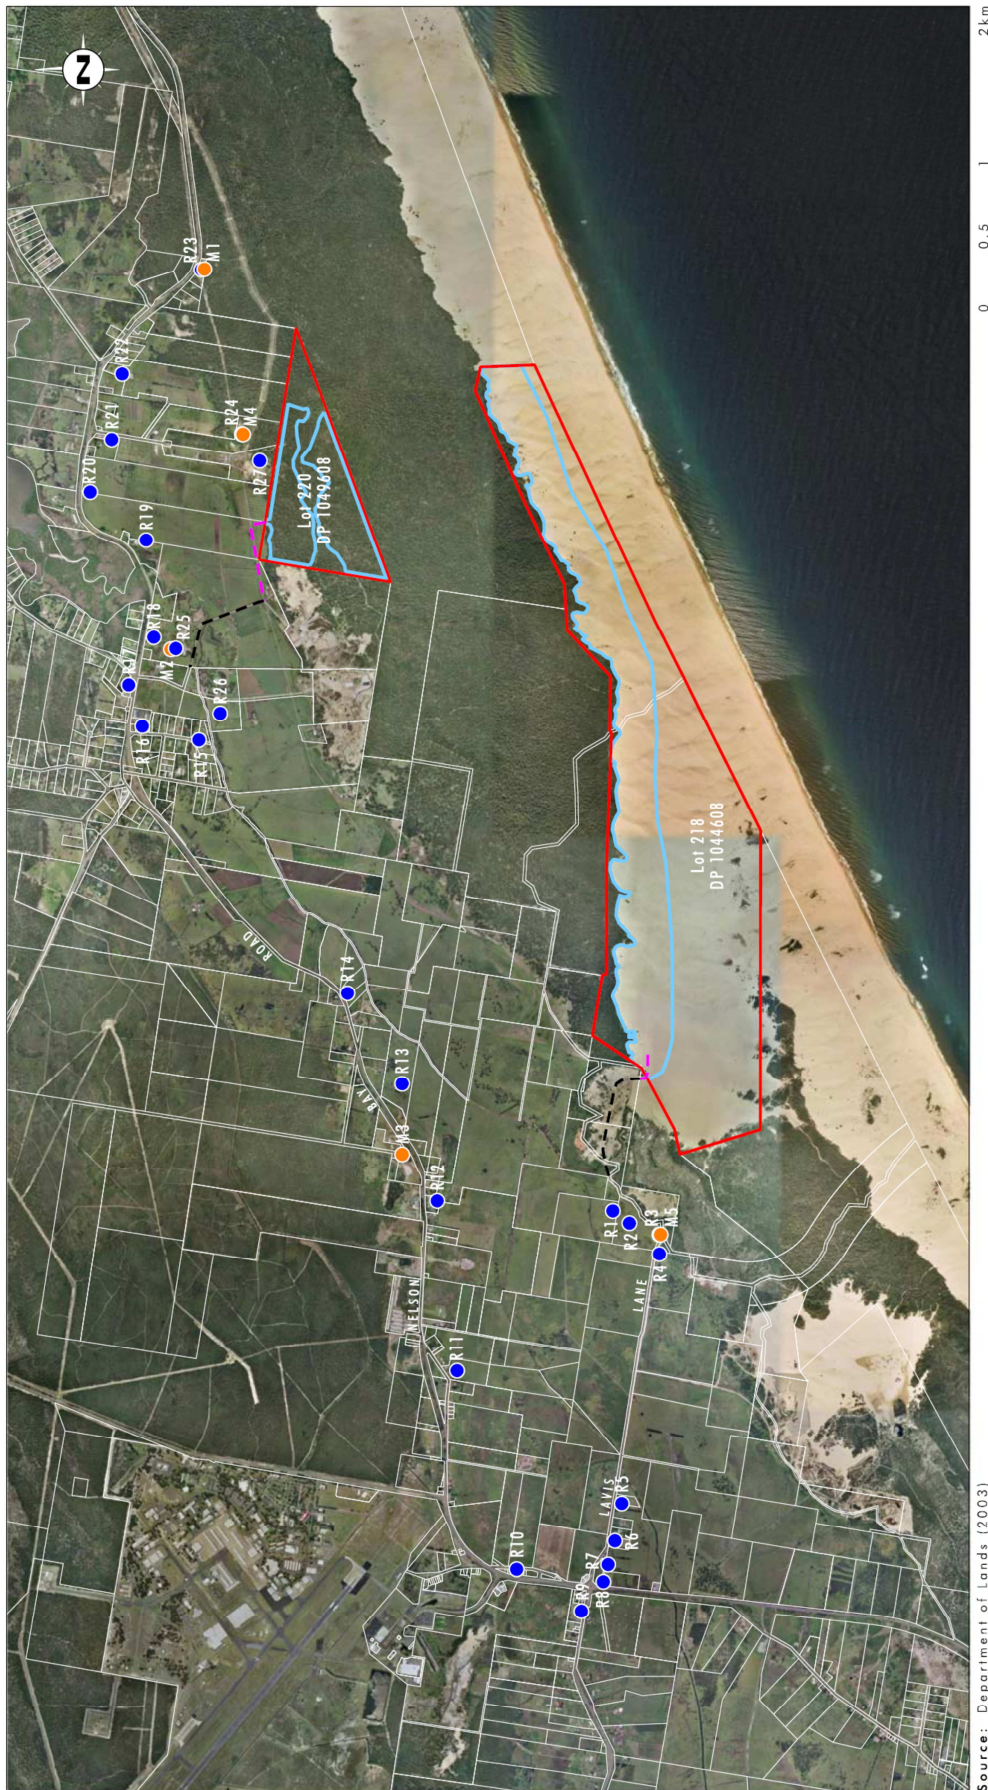 N
R23
M1
R22
R21
R24
M4
R20
R27
R19
Lot 220
DP 1049608
R18
R25
M2
R17
R26
R16
R15
Lot 218
DP 1044608
ROAD
R14
R13
BAY
M3
R12
R1
R2
R3
M5
R4
NELSON
LANE
R11
LAVIS
R5
R6
R7
R10
R8
R9
0 0.5 1 2km
Source: Department of Lands (2003)